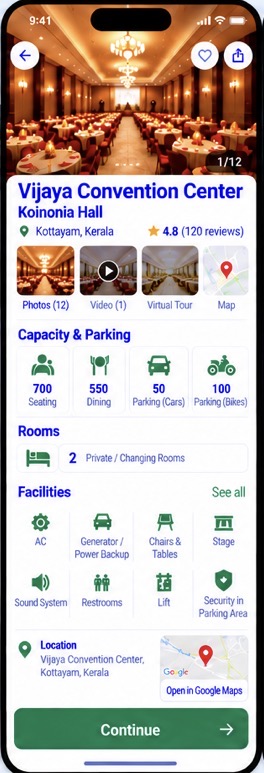 9:41
1/12
Vijaya Convention Center
Koinonia Hall
Kottayam, Kerala
4.8 (120 reviews)
Photos (12)
Video (1)
Virtual Tour
Map
Capacity & Parking
700
Seating
550
Dining
50
Parking (Cars)
100
Parking (Bikes)
Rooms
2 Private / Changing Rooms
Facilities
See all
AC
Generator /
Power Backup
Chairs &
Tables
Stage
Sound System
Restrooms
Lift
Security in
Parking Area
Location
Vijaya Convention Center,
Kottayam, Kerala
Google
Open in Google Maps
Continue